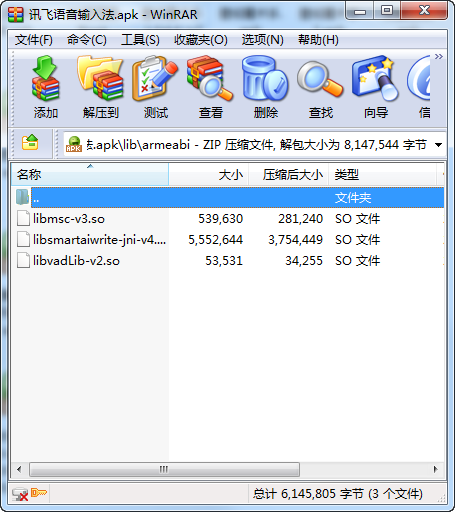 讯飞语音输入法.apk - WinRAR
文件(F) 命令(C) 工具(S) 收藏夹(O) 选项(N) 帮助(H)
添加 解压到 测试 查看 删除 查找 向导
.apk\lib\armeabi - ZIP 压缩文件, 解包大小为 8,147,544 字节
名称 大小 压缩后大小 类型
.. 文件夹
libmsc-v3.so 539,630 281,240 SO 文件
libsmartaiwrite-jni-v4.... 5,552,644 3,754,449 SO 文件
libvadLib-v2.so 53,531 34,255 SO 文件
总计 6,145,805 字节 (3 个文件)